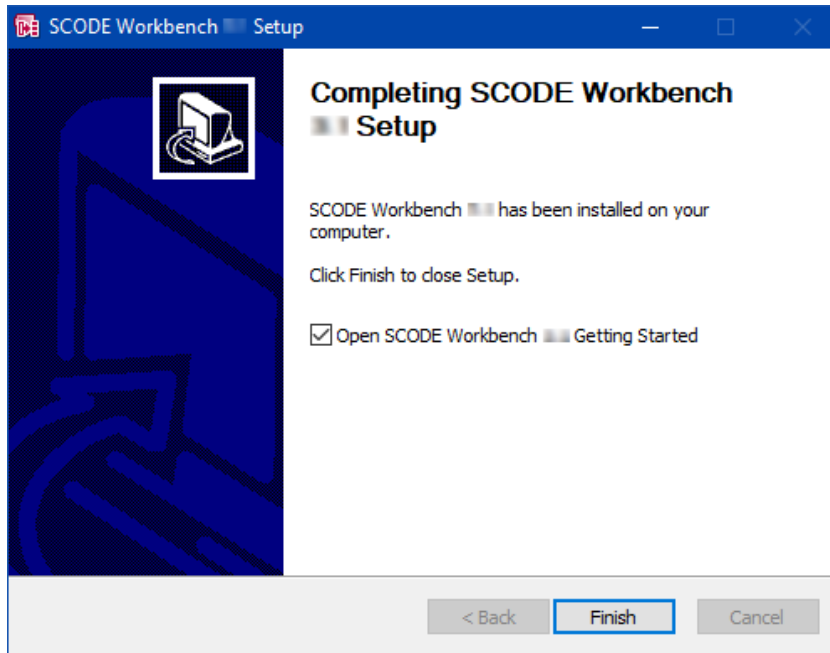 SCODE Workbench Setup
Completing SCODE Workbench
Setup
SCODE Workbench has been installed on your
computer.
Click Finish to close Setup.
Open SCODE Workbench Getting Started
< Back
Finish
Cancel